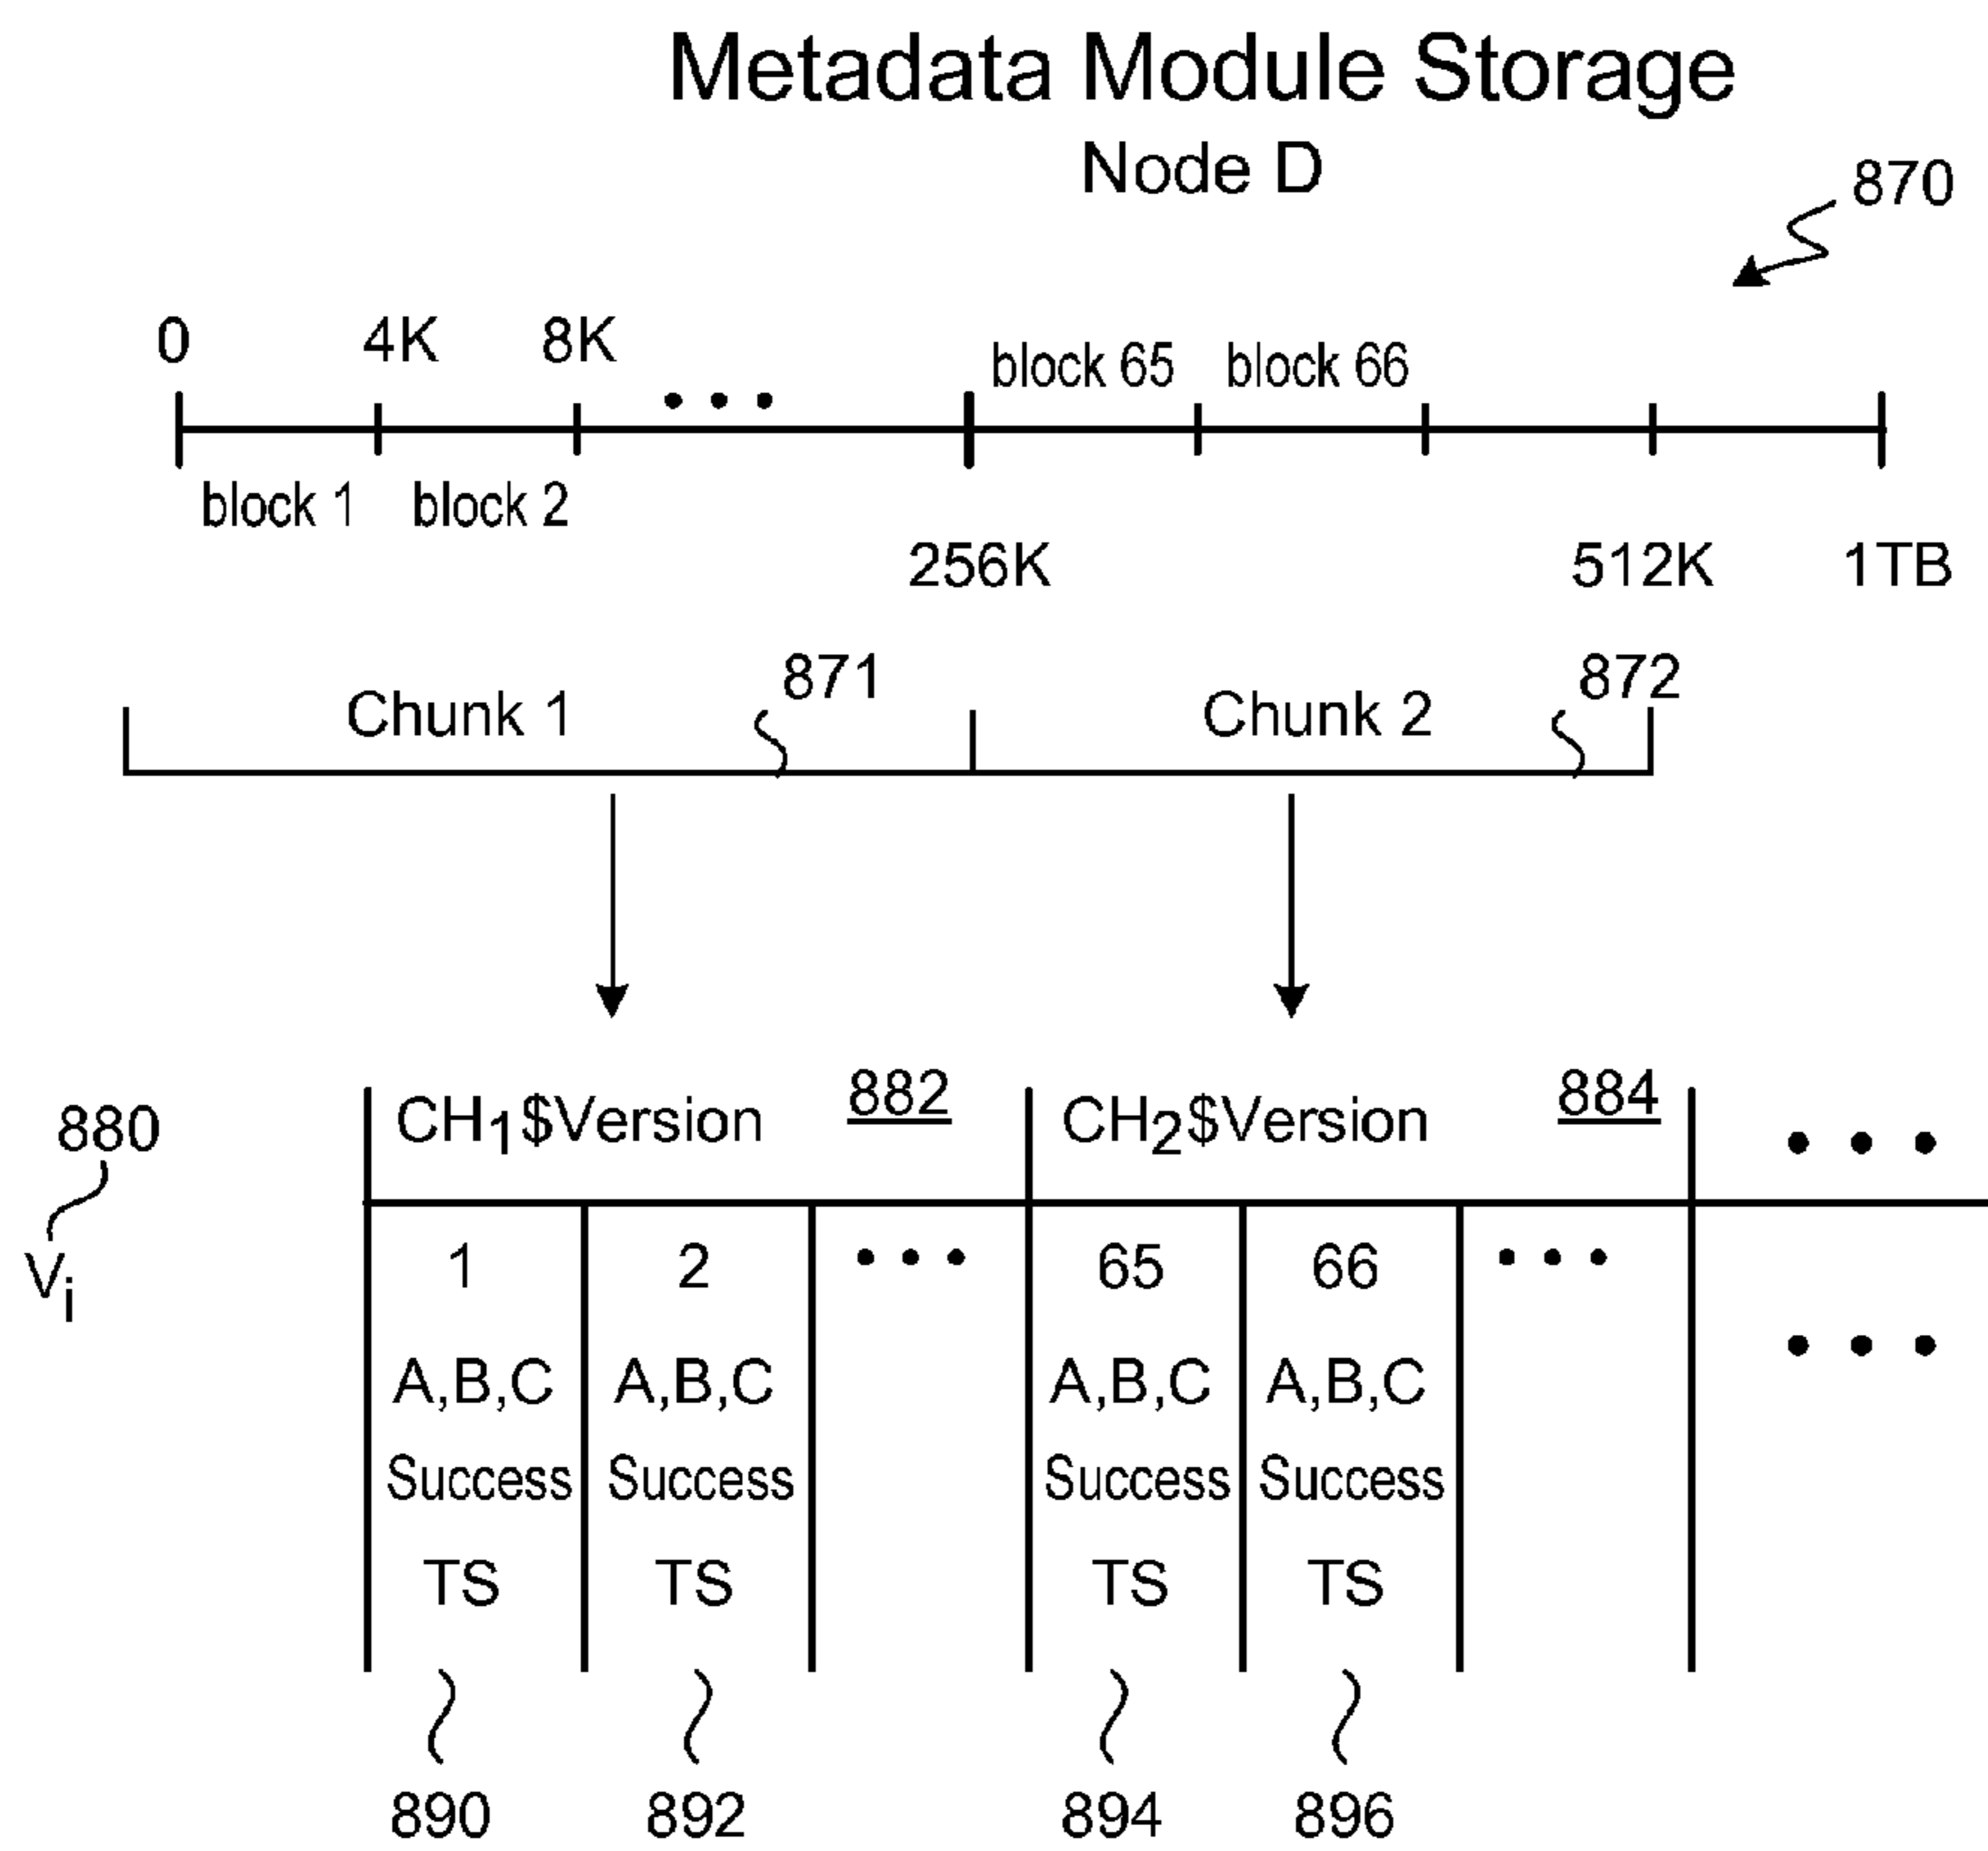 Metadata Module Storage
Node D
870
0 4K 8K block 65 block 66
• • •
block 1 block 2
256K 512K 1TB
871 872
Chunk 1 Chunk 2
880 CH1$Version 882 CH2$Version 884 • • •
Vi 1 2 • • • 65 66 • • •
A,B,C A,B,C A,B,C A,B,C • • •
Success Success Success Success
TS TS TS TS
890 892 894 896